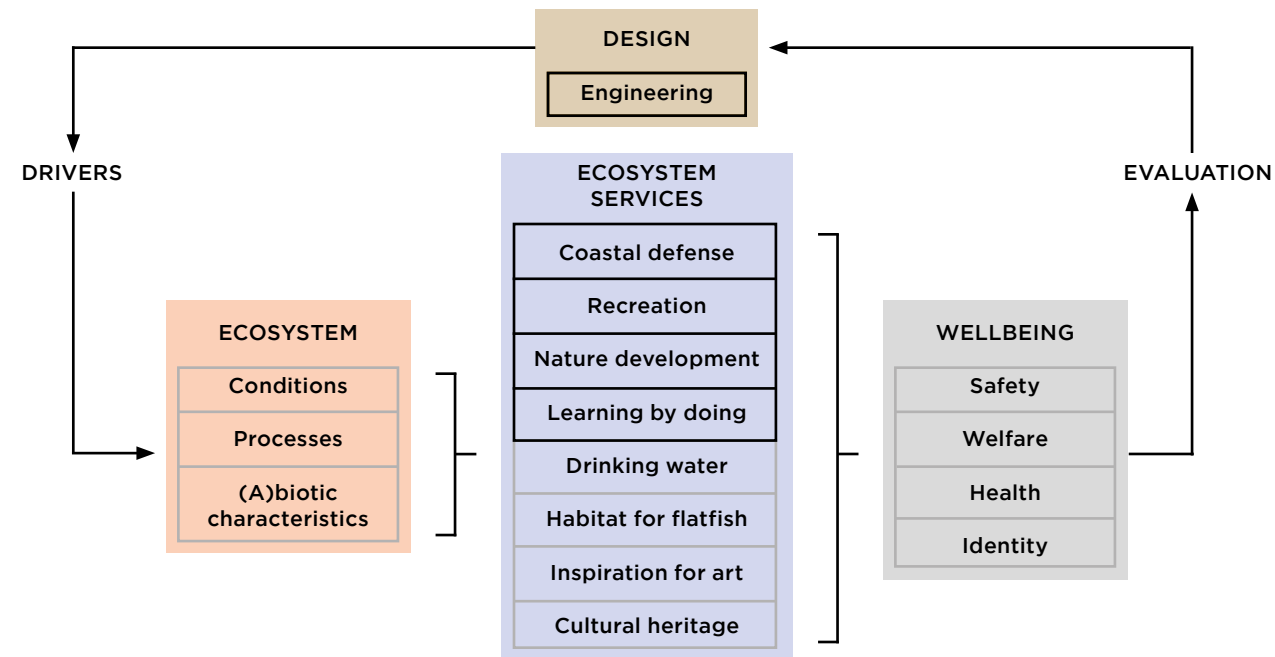 DESIGN
Engineering
DRIVERS
EVALUATION
ECOSYSTEM
SERVICES
Coastal defense
Recreation
Nature development
Learning by doing
Drinking water
Habitat for flatfish
Inspiration for art
Cultural heritage
ECOSYSTEM
Conditions
Processes
(A)biotic
characteristics
WELLBEING
Safety
Welfare
Health
Identity